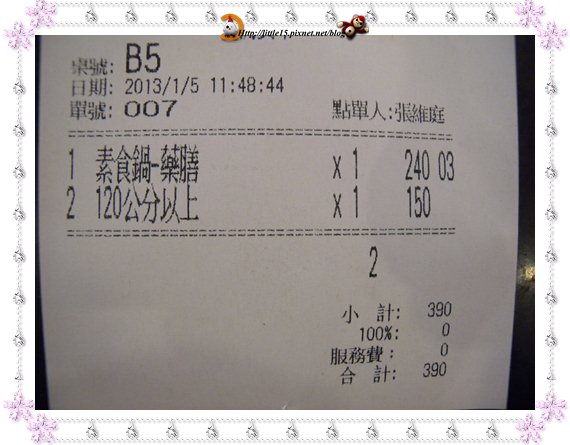 Http://little15.pixnet.net/blog
桌號: B5
日期: 2013/1/5 11:48:44
單號: 007 點單人:張維庭
1 素食鍋-藥膳 x 1 240 03
2 120公分以上 x 1 150
2
小 計: 390
100%: 0
服務費: 0
合 計: 390